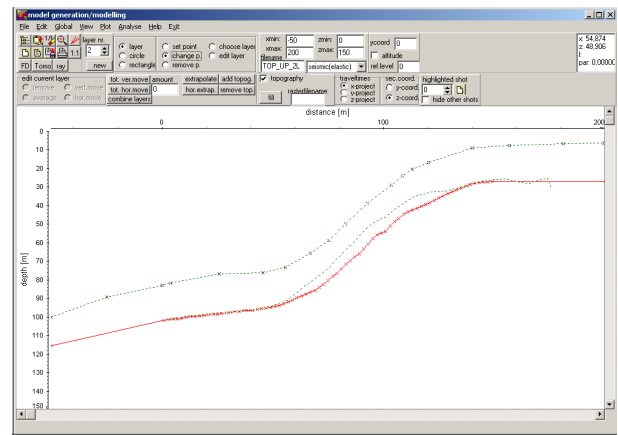 model generation/modelling
File Edit Global View Plot Analyse Help Exit
layer nr.
2
1:1
FD Tomo ray new
layer
circle
rectangle
set point
change p.
remove p.
choose layer
edit layer
xmin: -50 zmin: 0
xmax: 200 zmax: 150
filename
TOP_UP_2L seismic(elastic)
ycoord 0
altitude
rel.level 0
x 54.874
z: 48.906
I:
par: 0.00000
edit current layer
remove vert.move
average hor.move
tot. ver.move amount extrapolate add topog.
tot. hor.move 0 hor.extrap. remove top.
combine layers
topography
fill rasterfilename:
traveltimes
x-project
y-project
z-project
sec.coord.
y-coord.
z-coord.
highlighted shot
0
hide other shots
distance [m]
0 100 200
depth [m]
0
10
20
30
40
50
60
70
80
90
100
110
120
130
140
150